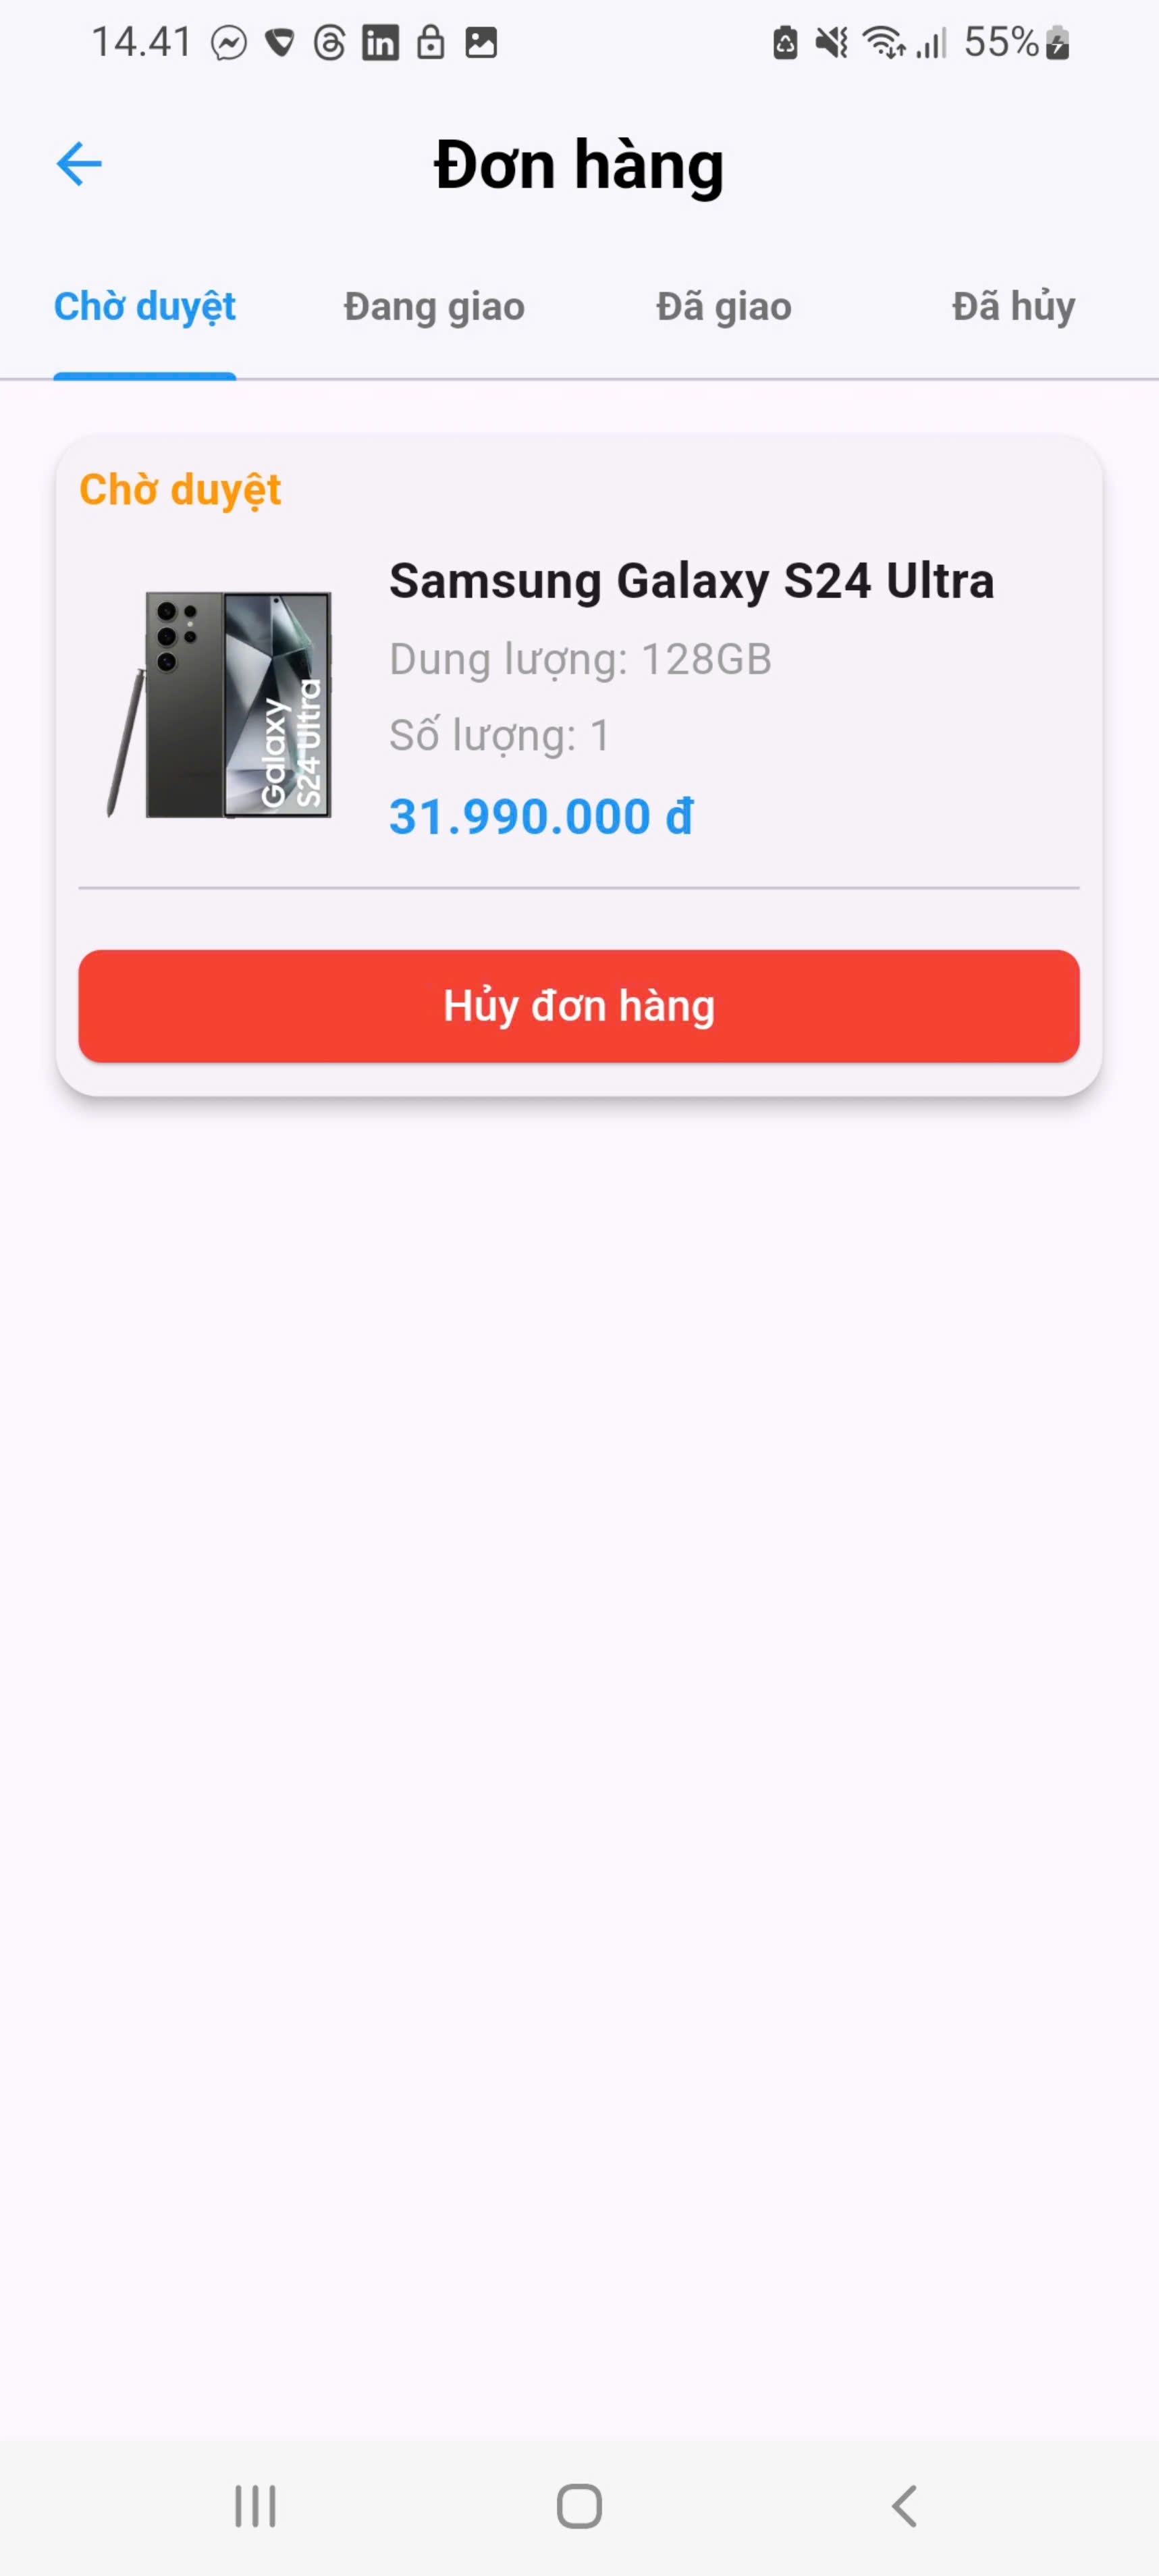 14.41
55%
Đơn hàng
Chờ duyệt Đang giao Đã giao Đã hủy
Chờ duyệt
Samsung Galaxy S24 Ultra
Dung lượng: 128GB
Số lượng: 1
31.990.000 đ
Galaxy
S24 Ultra
Hủy đơn hàng